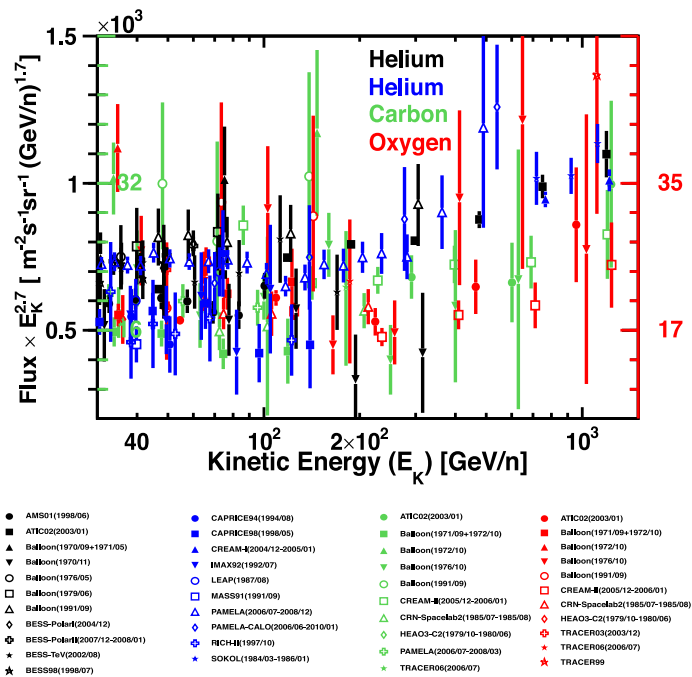 ×10³
1.5
1
0.5
Flux × E_K^2.7 [ m⁻²s⁻¹sr⁻¹ (GeV/n)^1.7]
Helium
Helium
Carbon
Oxygen
32
16
35
17
40
10²
2×10²
10³
Kinetic Energy (E_K) [GeV/n]
AMS01(1998/06)
ATIC02(2003/01)
Balloon(1970/09+1971/05)
Balloon(1970/11)
Balloon(1976/05)
Balloon(1979/06)
Balloon(1991/09)
BESS-PolarI(2004/12)
BESS-PolarII(2007/12-2008/01)
BESS-TeV(2002/08)
BESS98(1998/07)
CAPRICE94(1994/08)
CAPRICE98(1998/05)
CREAM-I(2004/12-2005/01)
IMAX92(1992/07)
LEAP(1987/08)
MASS91(1991/09)
PAMELA(2006/07-2008/12)
PAMELA-CALO(2006/06-2010/01)
RICH-II(1997/10)
SOKOL(1984/03-1986/01)
ATIC02(2003/01)
Balloon(1971/09+1972/10)
Balloon(1972/10)
Balloon(1976/10)
Balloon(1991/09)
CREAM-II(2005/12-2006/01)
CRN-Spacelab2(1985/07-1985/08)
HEAO3-C2(1979/10-1980/06)
PAMELA(2006/07-2008/03)
TRACER06(2006/07)
ATIC02(2003/01)
Balloon(1971/09+1972/10)
Balloon(1972/10)
Balloon(1976/10)
Balloon(1991/09)
CREAM-II(2005/12-2006/01)
CRN-Spacelab2(1985/07-1985/08)
HEAO3-C2(1979/10-1980/06)
TRACER03(2003/12)
TRACER06(2006/07)
TRACER99